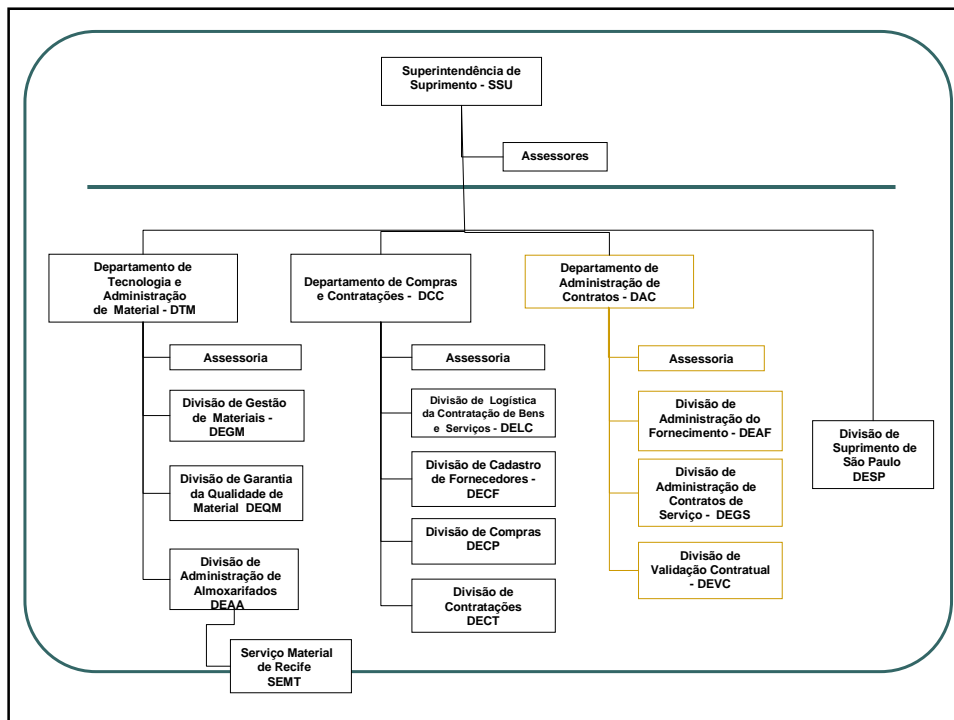 Superintendência de
Suprimento - SSU
Assessores
Departamento de
Tecnologia e
Administração
de Material - DTM
Assessoria
Divisão de Gestão
de Materiais -
DEGM
Divisão de Garantia
da Qualidade de
Material DEQM
Divisão de
Administração de
Almoxarifados
DEAA
Serviço Material
de Recife
SEMT
Departamento de Compras
e Contratações - DCC
Assessoria
Divisão de Logística
da Contratação de Bens
e Serviços - DELC
Divisão de Cadastro
de Fornecedores -
DECF
Divisão de Compras
DECP
Divisão de
Contratações
DECT
Departamento de
Administração de
Contratos - DAC
Assessoria
Divisão de
Administração do
Fornecimento - DEAF
Divisão de
Administração de
Contratos de
Serviço - DEGS
Divisão de
Validação Contratual
- DEVC
Divisão de
Suprimento de
São Paulo
DESP